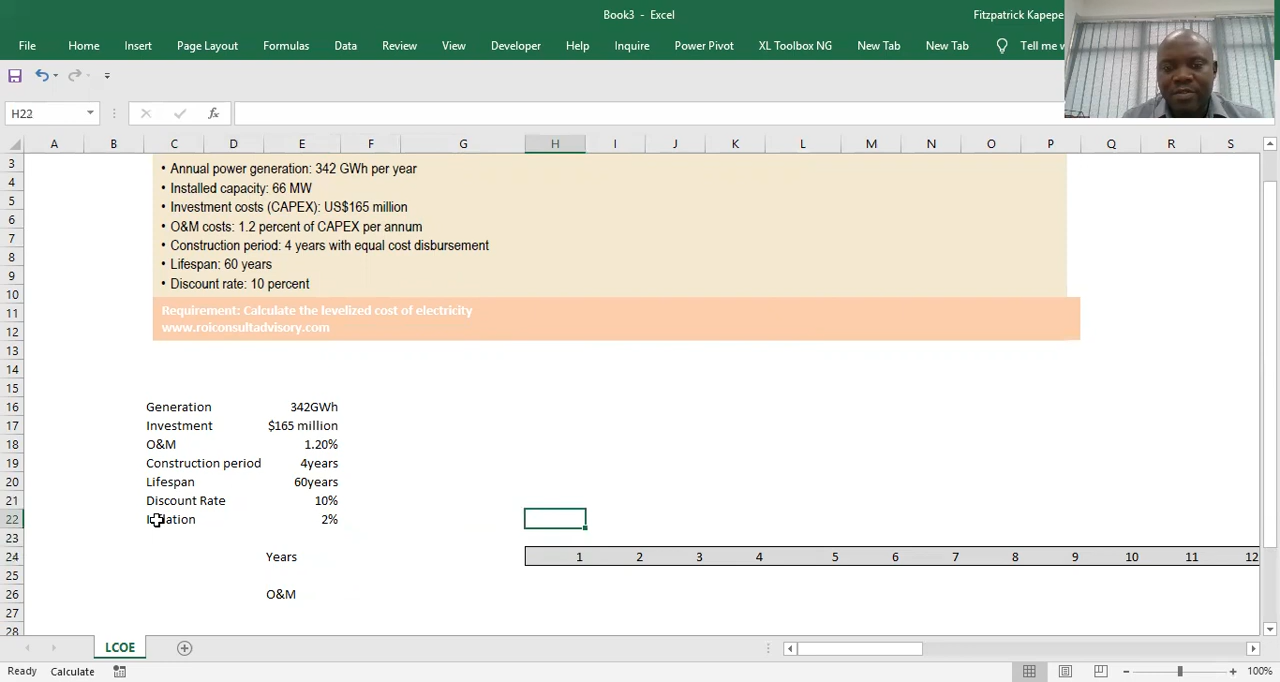 Book3 - Excel
Fitzpatrick Kapepe
File Home Insert Page Layout Formulas Data Review View Developer Help Inquire Power Pivot XL Toolbox NG New Tab New Tab Tell me
H22
A B C D E F G H I J K L M N O P Q R S
3 • Annual power generation: 342 GWh per year
4 • Installed capacity: 66 MW
5 • Investment costs (CAPEX): US$165 million
6 • O&M costs: 1.2 percent of CAPEX per annum
7
8 • Construction period: 4 years with equal cost disbursement
9 • Lifespan: 60 years
10 • Discount rate: 10 percent
11 Requirement: Calculate the levelized cost of electricity
12 www.roiconsultadvisory.com
13
14
15
16 Generation 342GWh
17 Investment $165 million
18 O&M 1.20%
19 Construction period 4years
20 Lifespan 60years
21 Discount Rate 10%
22 Inflation 2%
23
24 Years 1 2 3 4 5 6 7 8 9 10 11 12
25
26 O&M
27
28
LCOE
Ready Calculate 100%